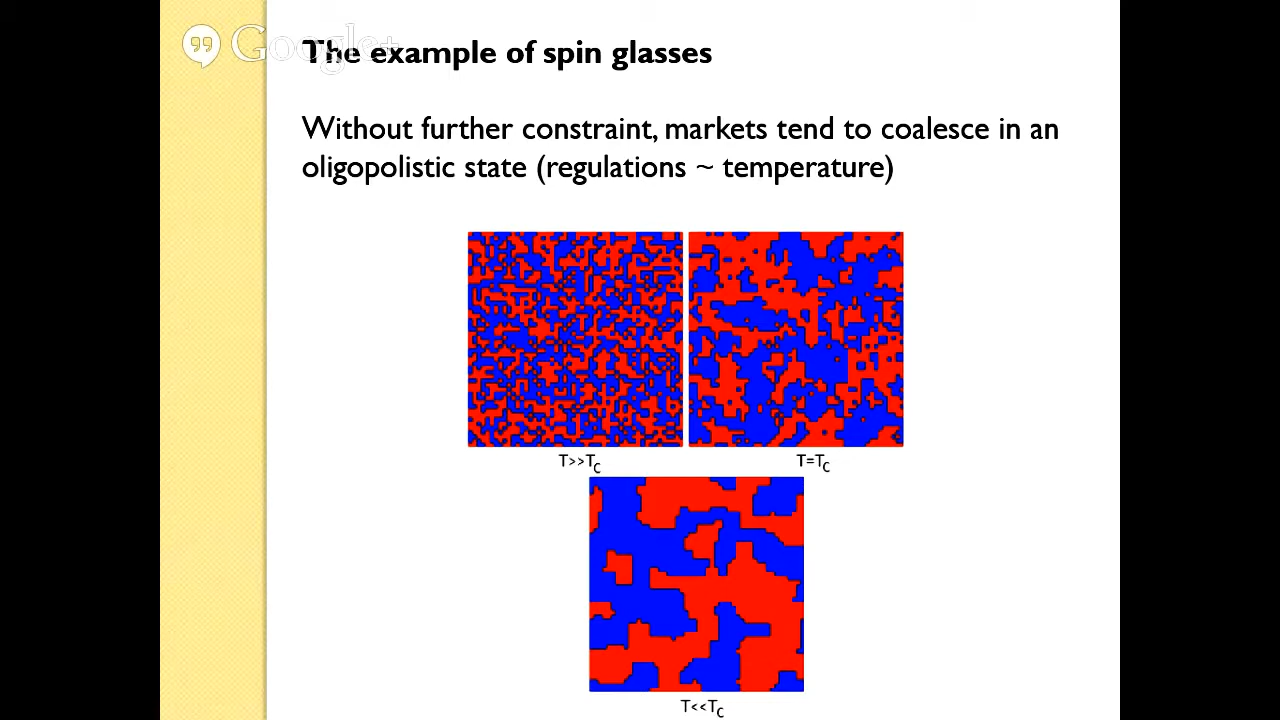 Google+
The example of spin glasses
Without further constraint, markets tend to coalesce in an
oligopolistic state (regulations ~ temperature)
T>>TC
T=TC
T<<TC